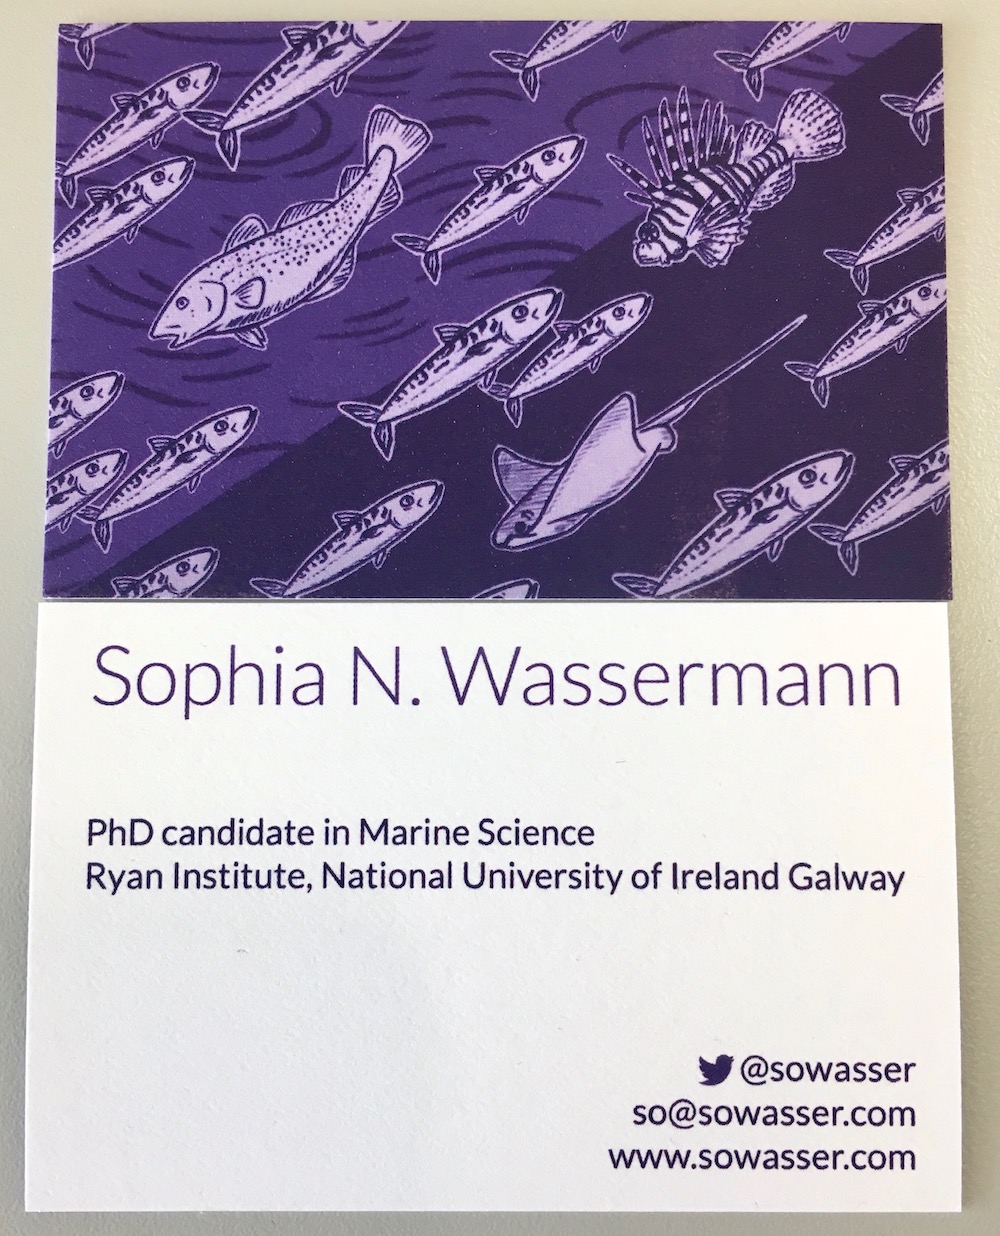 Sophia N. Wassermann
PhD candidate in Marine Science
Ryan Institute, National University of Ireland Galway
@sowasser
so@sowasser.com
www.sowasser.com